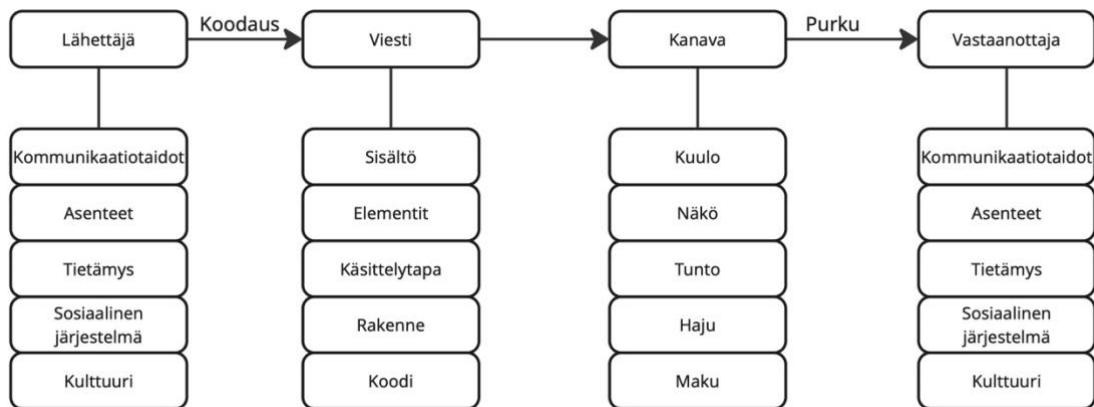 Lähettäjä
Koodaus
Viesti
Kanava
Purku
Vastaanottaja
Kommunikaatiotaidot
Asenteet
Tietämys
Sosiaalinen
järjestelmä
Kulttuuri
Sisältö
Elementit
Käsittelytapa
Rakenne
Koodi
Kuulo
Näkö
Tunto
Haju
Maku
Kommunikaatiotaidot
Asenteet
Tietämys
Sosiaalinen
järjestelmä
Kulttuuri